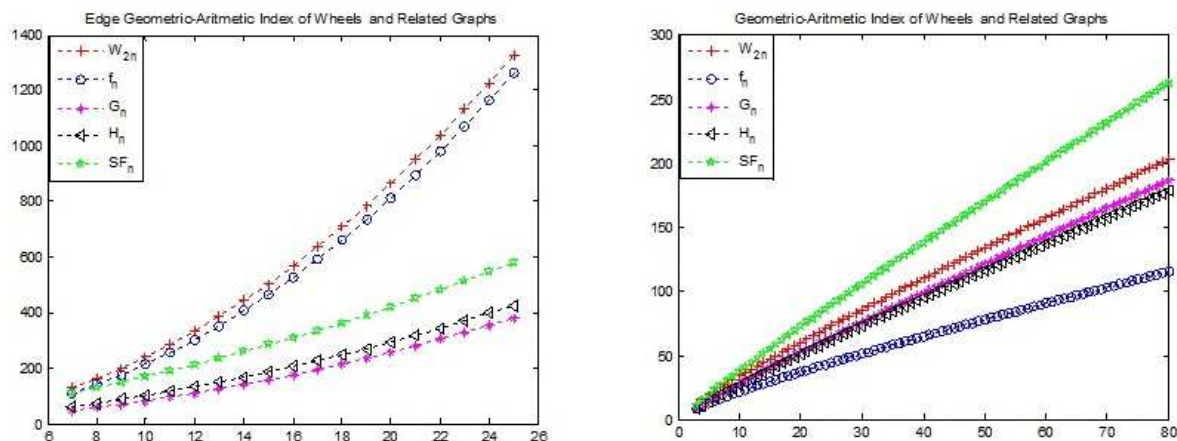 Edge Geometric-Aritmetic Index of Wheels and Related Graphs
1400
1200
1000
800
600
400
200
0
6 8 10 12 14 16 18 20 22 24 26
W2n
fn
Gn
Hn
SFn
Geometric-Aritmetic Index of Wheels and Related Graphs
300
250
200
150
100
50
0
0 10 20 30 40 50 60 70 80
W2n
fn
Gn
Hn
SFn